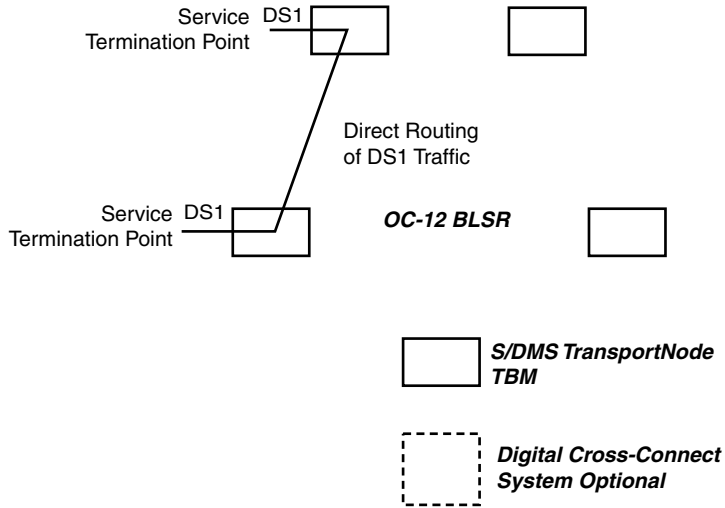 Service DS1
Termination Point
Direct Routing
of DS1 Traffic
Service DS1
Termination Point
OC-12 BLSR
S/DMS TransportNode
TBM
Digital Cross-Connect
System Optional